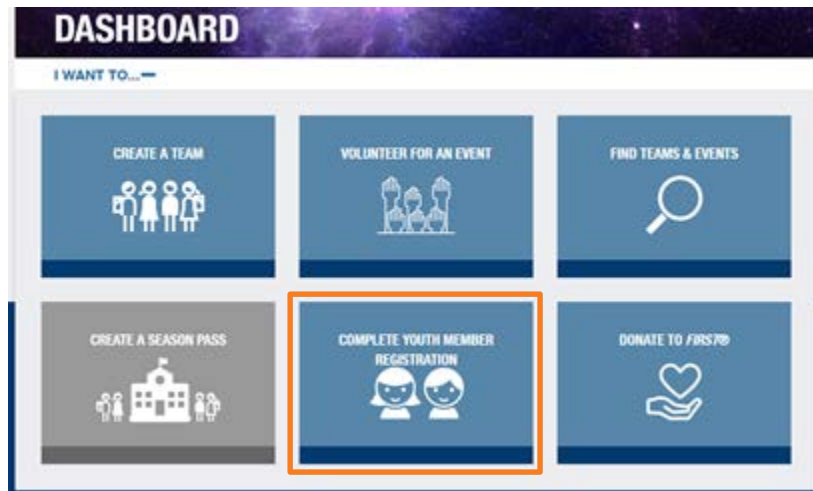 DASHBOARD
I WANT TO...
CREATE A TEAM
VOLUNTEER FOR AN EVENT
FIND TEAMS & EVENTS
CREATE A SEASON PASS
COMPLETE YOUTH MEMBER
REGISTRATION
DONATE TO FIRST®